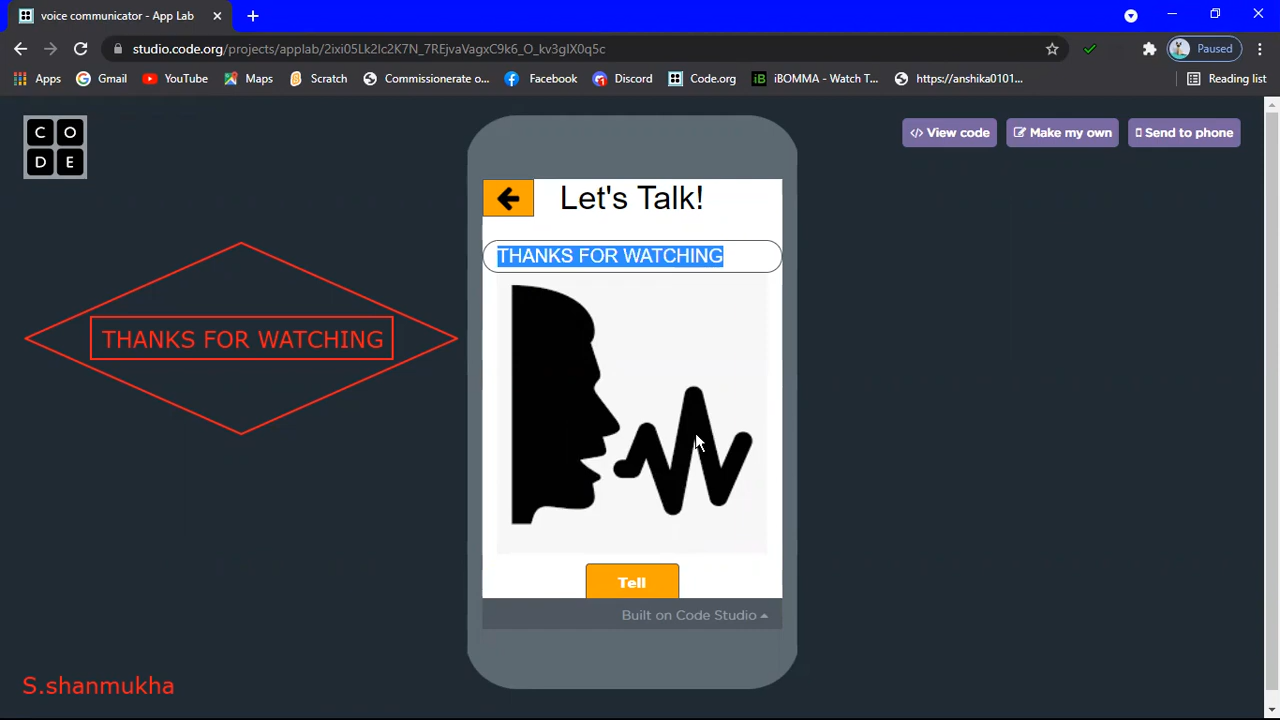 voice communicator - App Lab
studio.code.org/projects/applab/2ixi05Lk2lc2K7N_7REjvaVagxC9k6_O_kv3gIX0q5c
Paused
Apps Gmail YouTube Maps Scratch Commissionerate o... Facebook Discord Code.org iBOMMA - Watch T... https://anshika0101... Reading list
C O
D E
View code Make my own Send to phone
Let's Talk!
THANKS FOR WATCHING
THANKS FOR WATCHING
Tell
Built on Code Studio
S.shanmukha